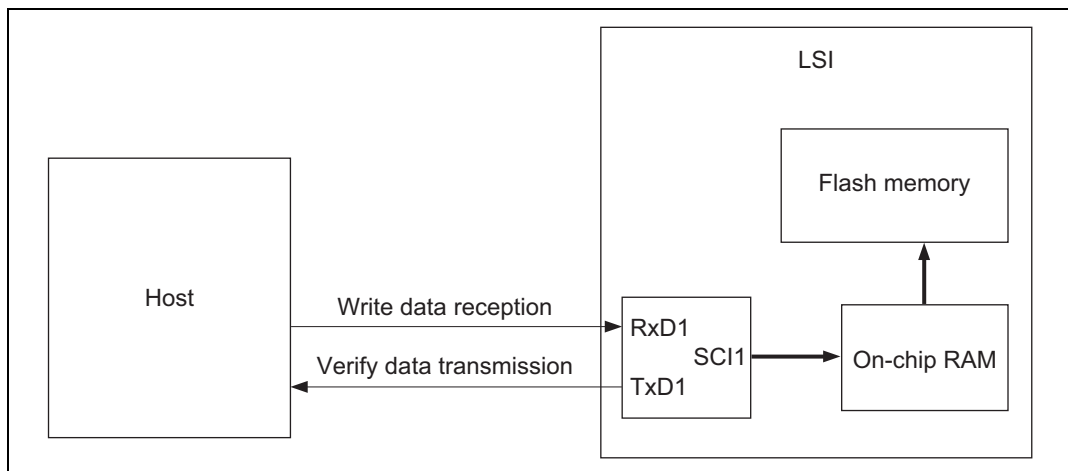 LSI
Flash memory
Host
Write data reception
RxD1
SCI1
On-chip RAM
Verify data transmission
TxD1